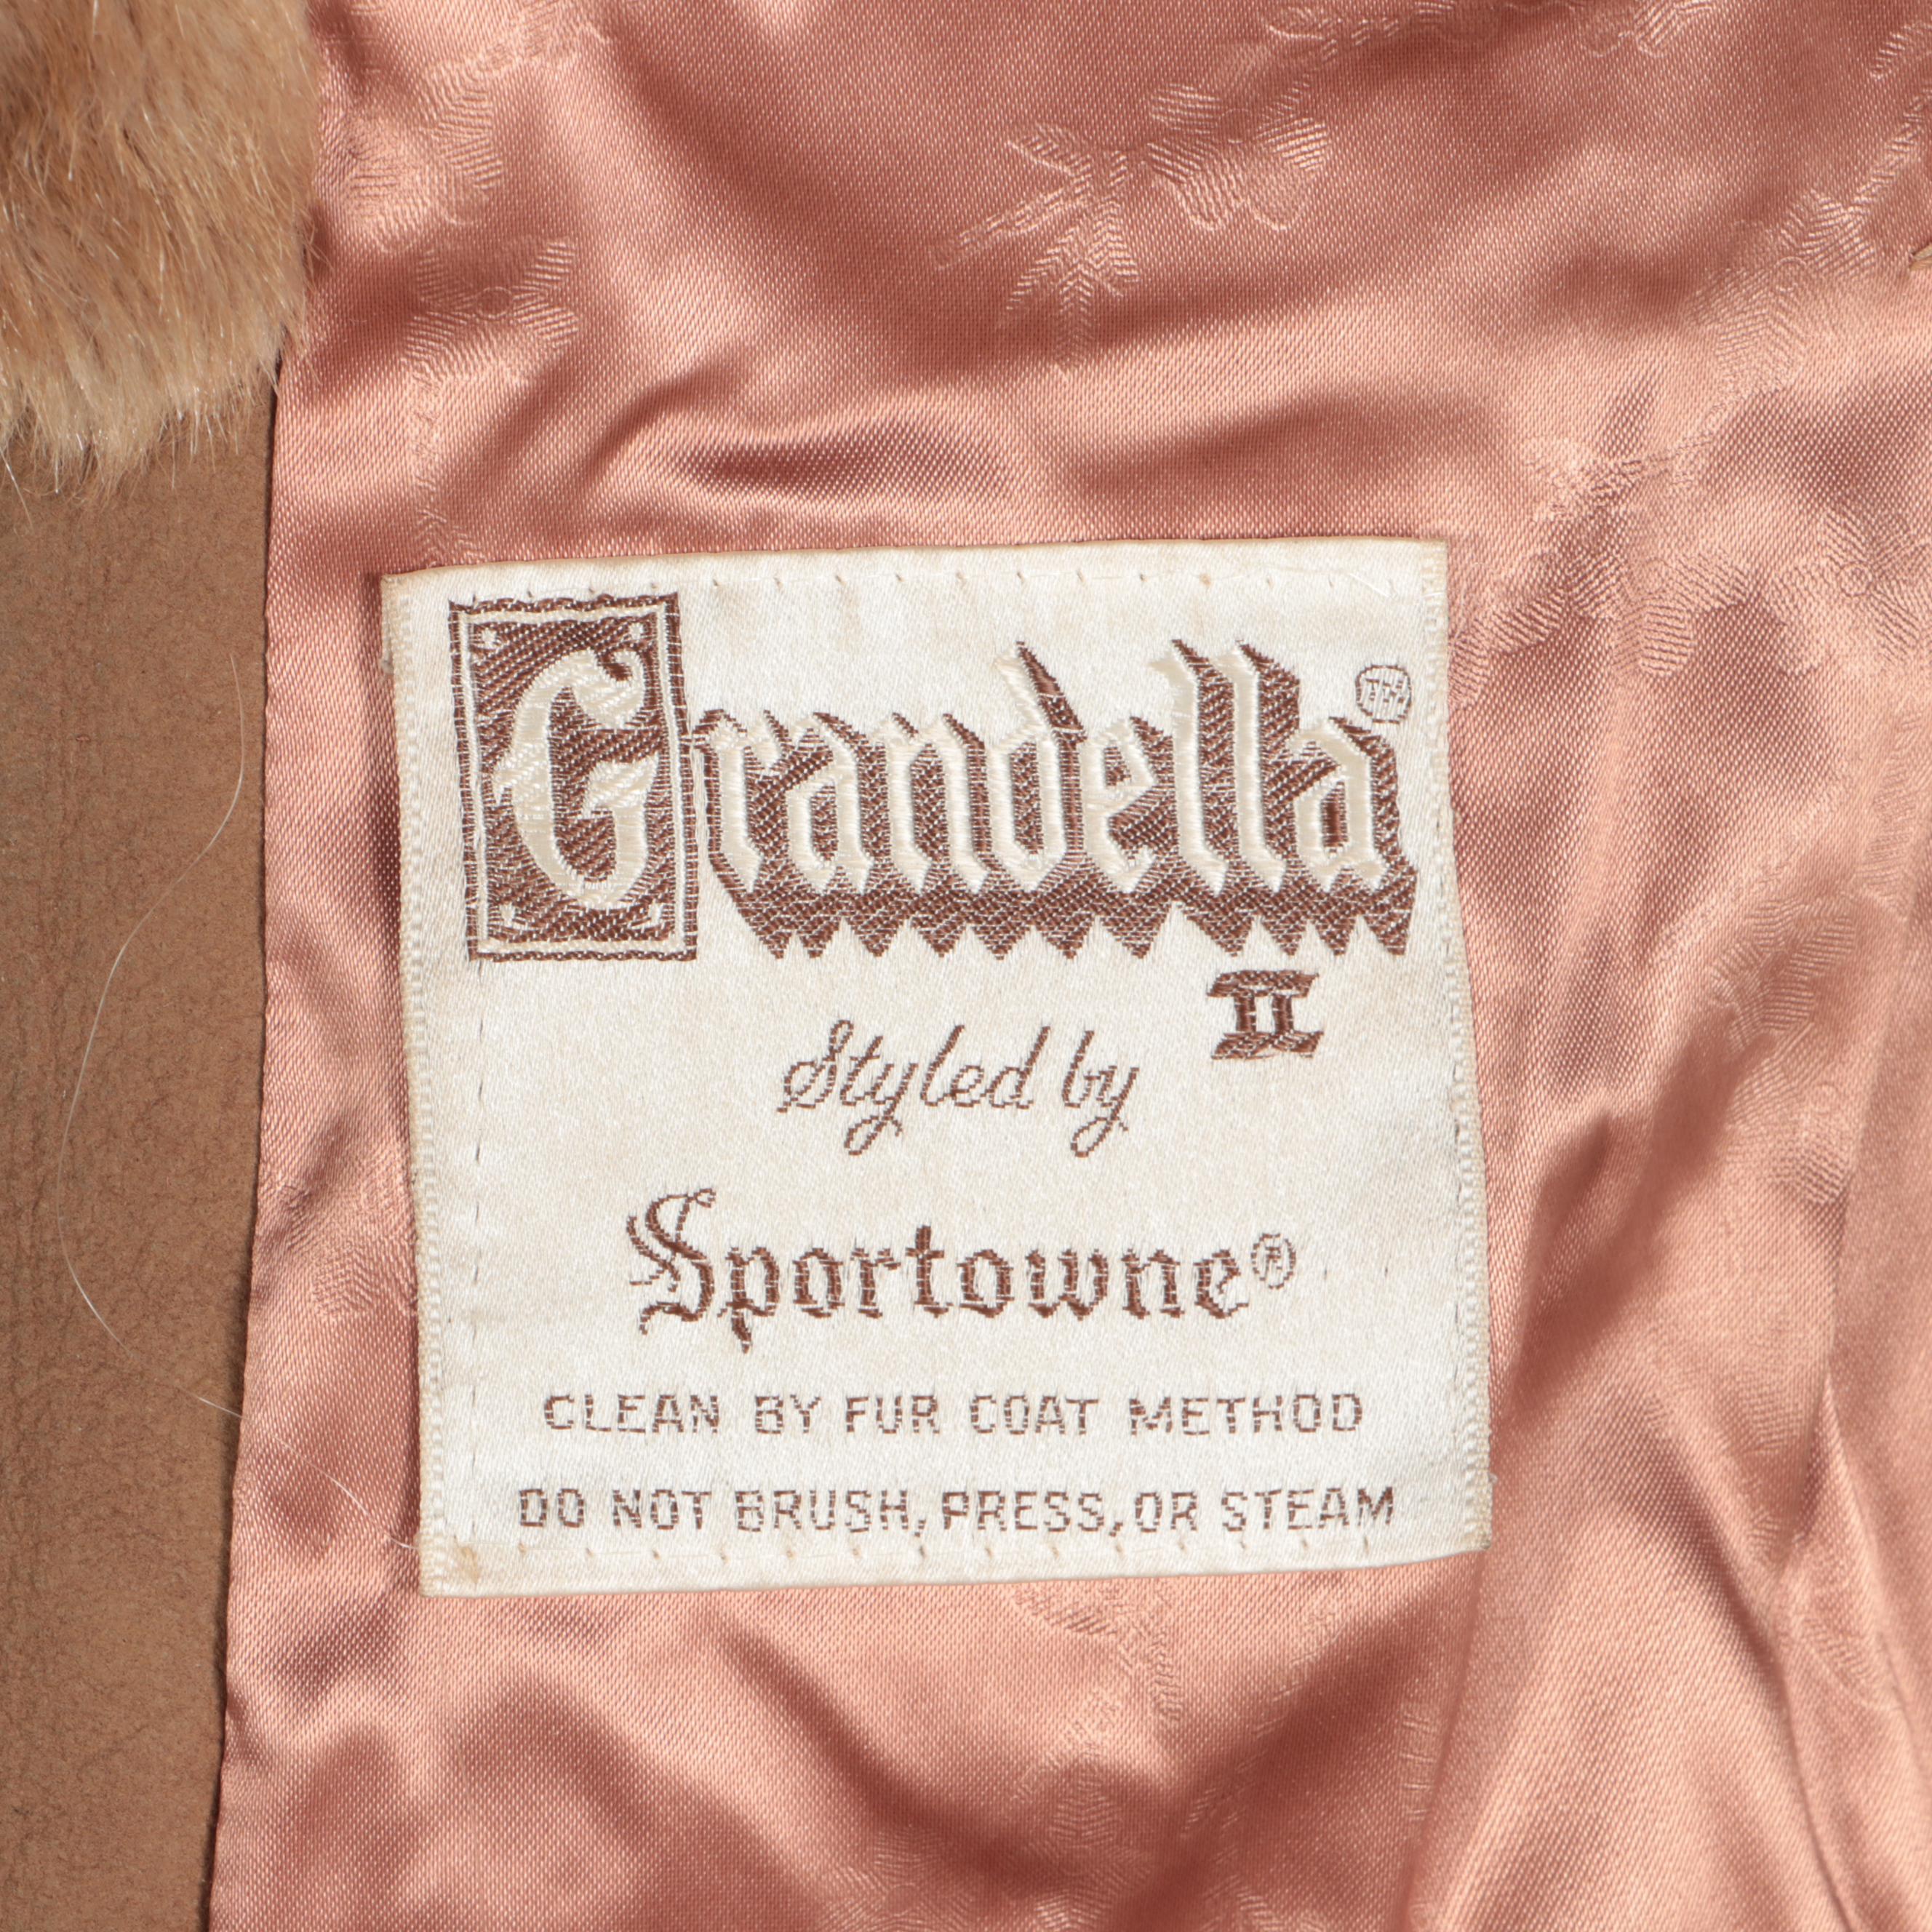 Grandella
II
Styled by
Sportowne®
CLEAN BY FUR COAT METHOD
DO NOT BRUSH, PRESS, OR STEAM